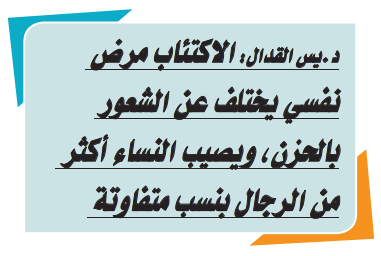 د.يس القدال: الاكتئاب مرض
نفسي يختلف عن الشعور
بالحزن، ويصيب النساء أكثر
من الرجال بنسب متفاوتة